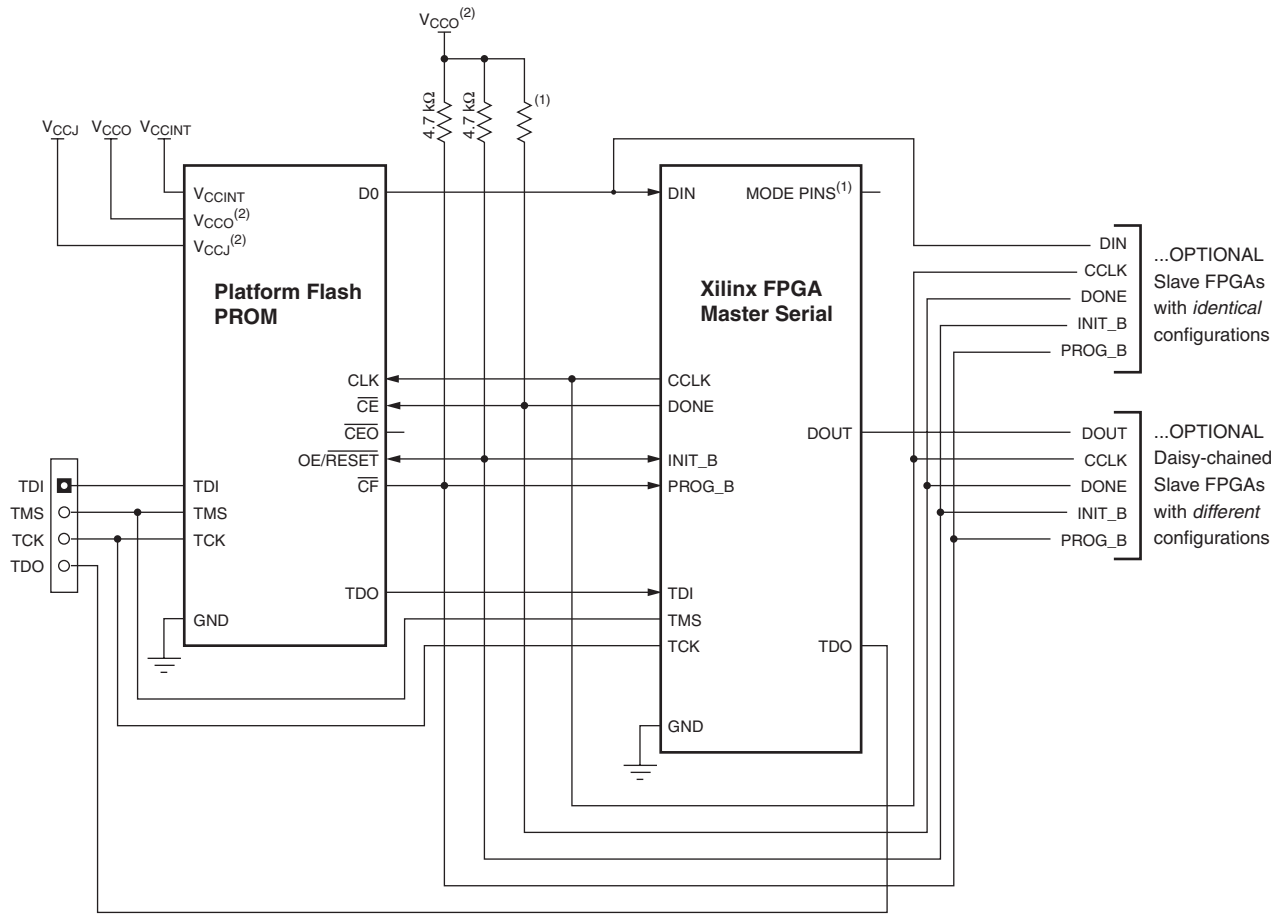 VCCO(2)
4.7 kΩ
4.7 kΩ
(1)
VCCJ VCCO VCCINT
VCCINT
VCCO(2)
VCCJ(2)
D0
Platform Flash
PROM
CLK
CE
CEO
OE/RESET
CF
TDI
TMS
TCK
TDO
GND
TDI
TMS
TCK
TDO
DIN
MODE PINS(1)
Xilinx FPGA
Master Serial
CCLK
DONE
DOUT
INIT_B
PROG_B
TDI
TMS
TCK
TDO
GND
DIN
CCLK
DONE
INIT_B
PROG_B
...OPTIONAL
Slave FPGAs
with identical
configurations
DOUT
CCLK
DONE
INIT_B
PROG_B
...OPTIONAL
Daisy-chained
Slave FPGAs
with different
configurations